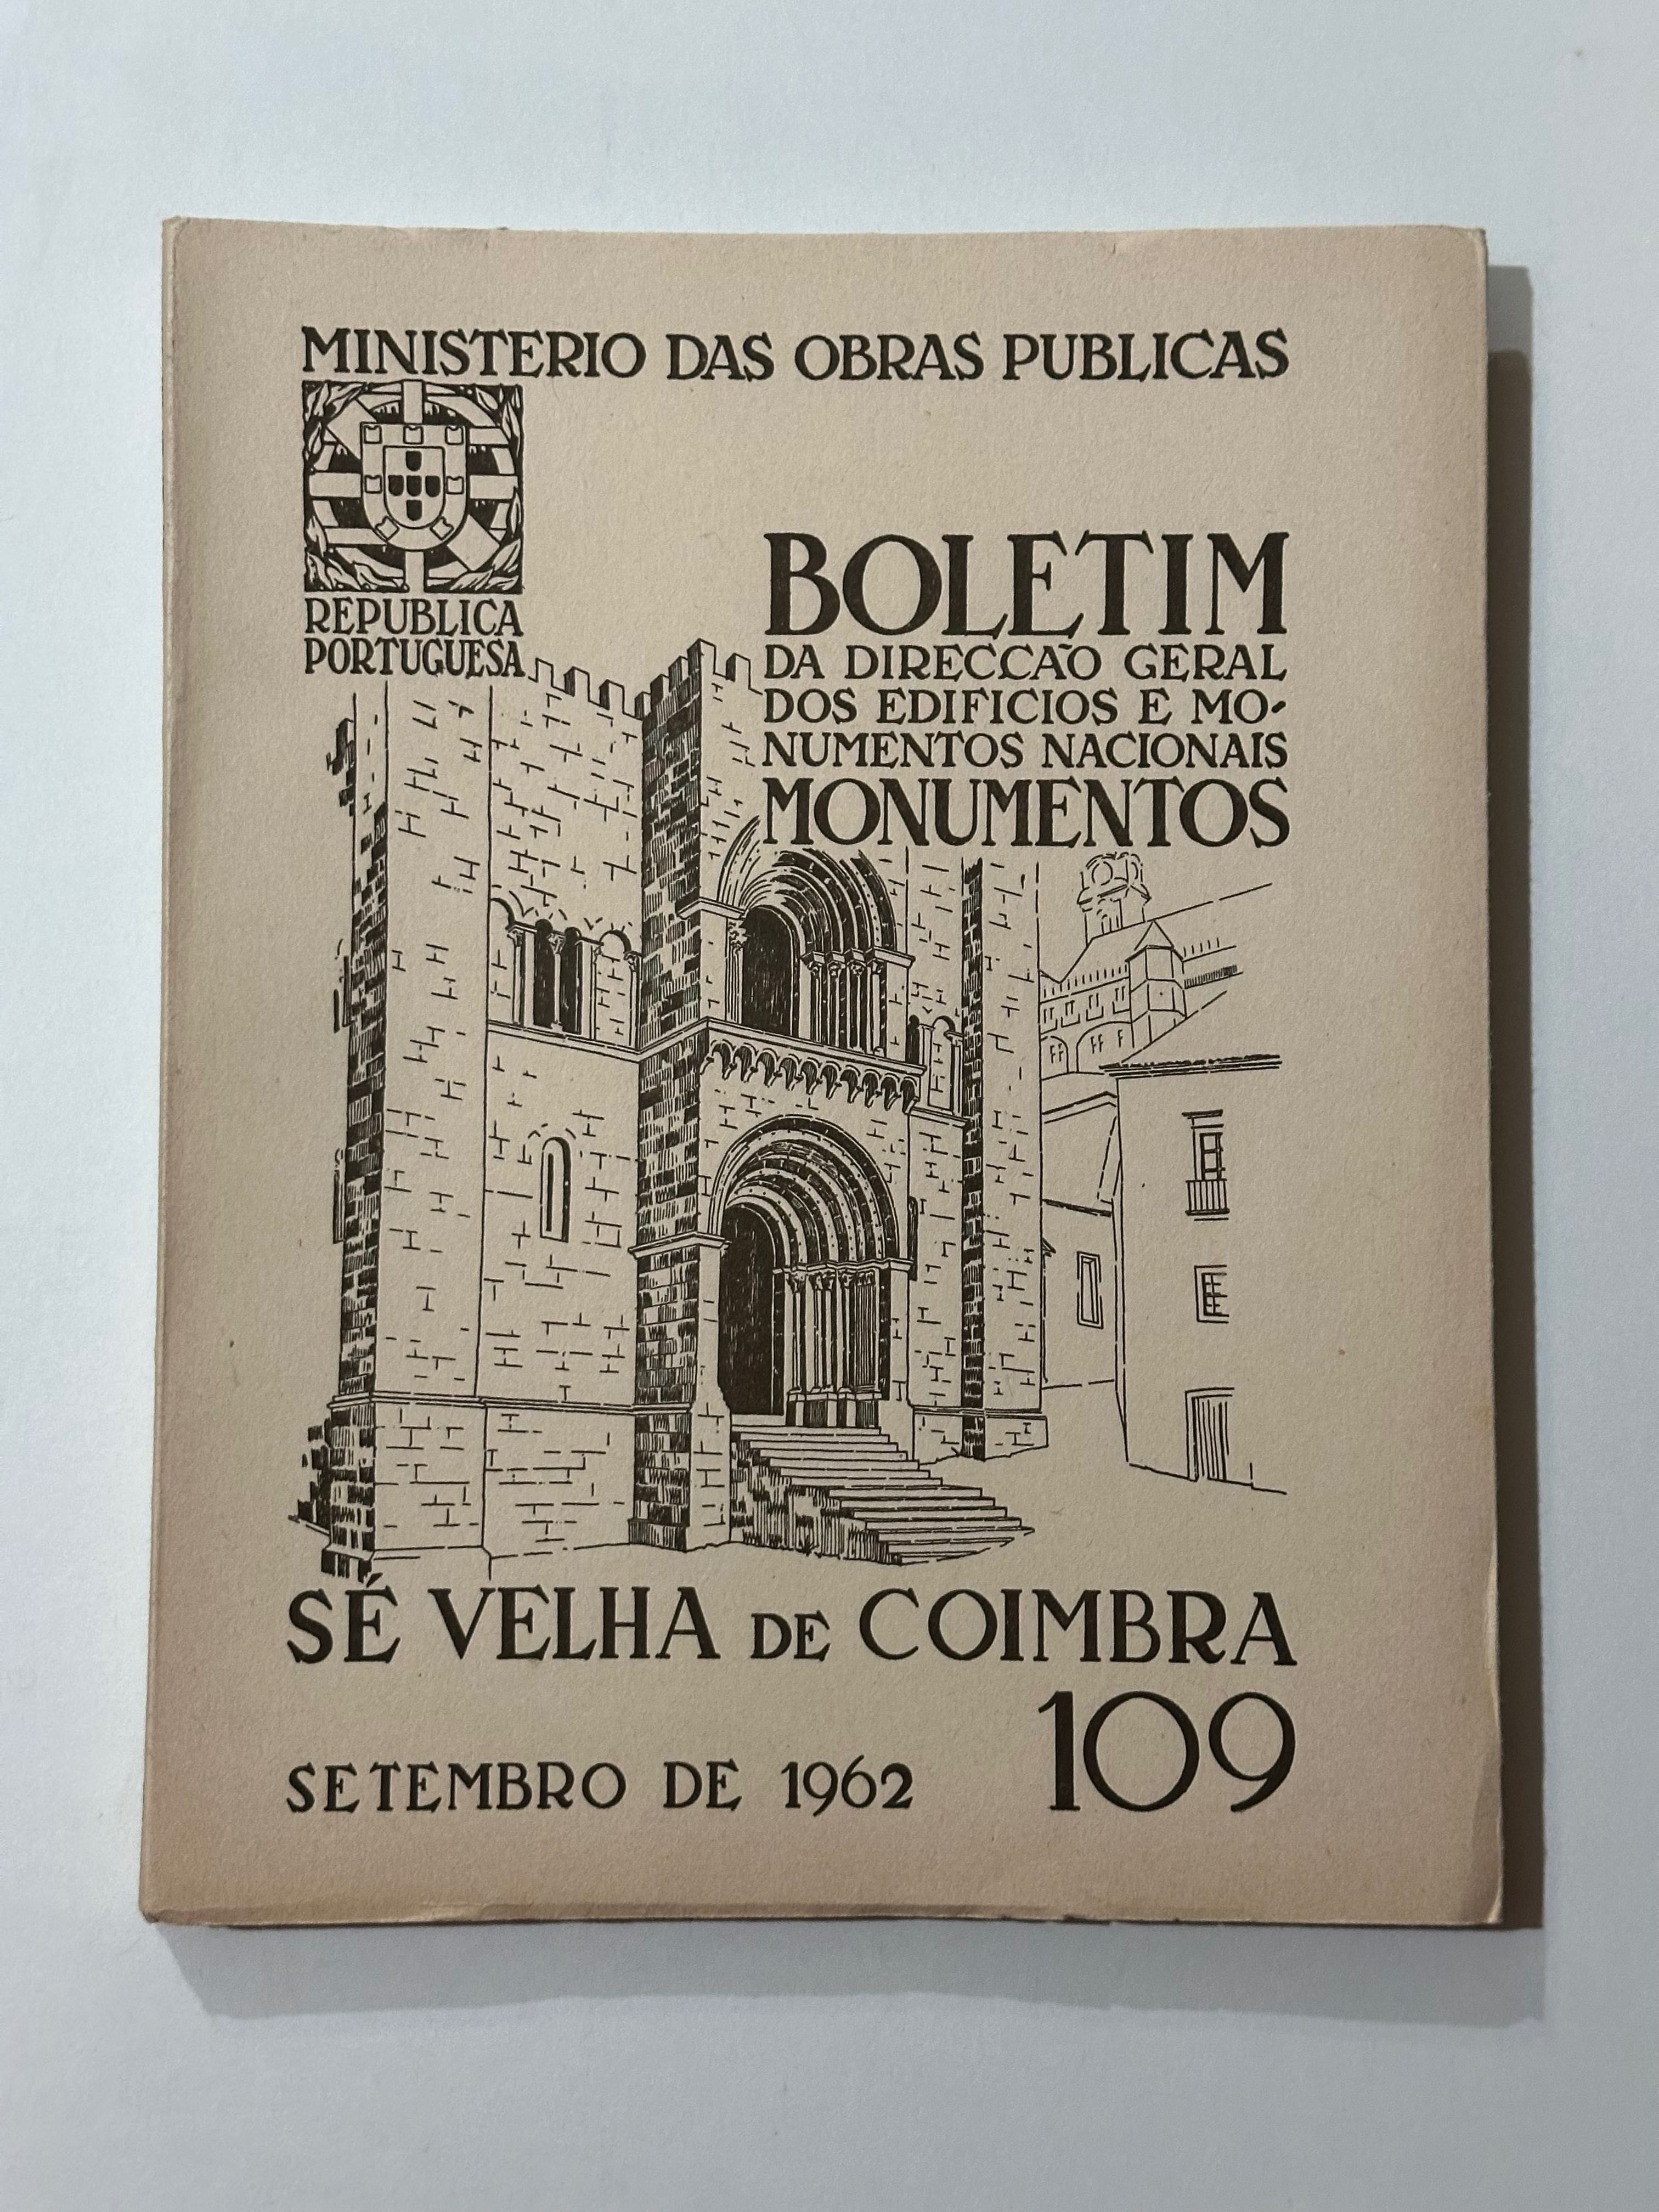 MINISTERIO DAS OBRAS PUBLICAS
REPUBLICA
PORTUGUESA
BOLETIM
DA DIRECCÃO GERAL
DOS EDIFICIOS E MO-
NUMENTOS NACIONAIS
MONUMENTOS
SÉ VELHA DE COIMBRA
109
SETEMBRO DE 1962